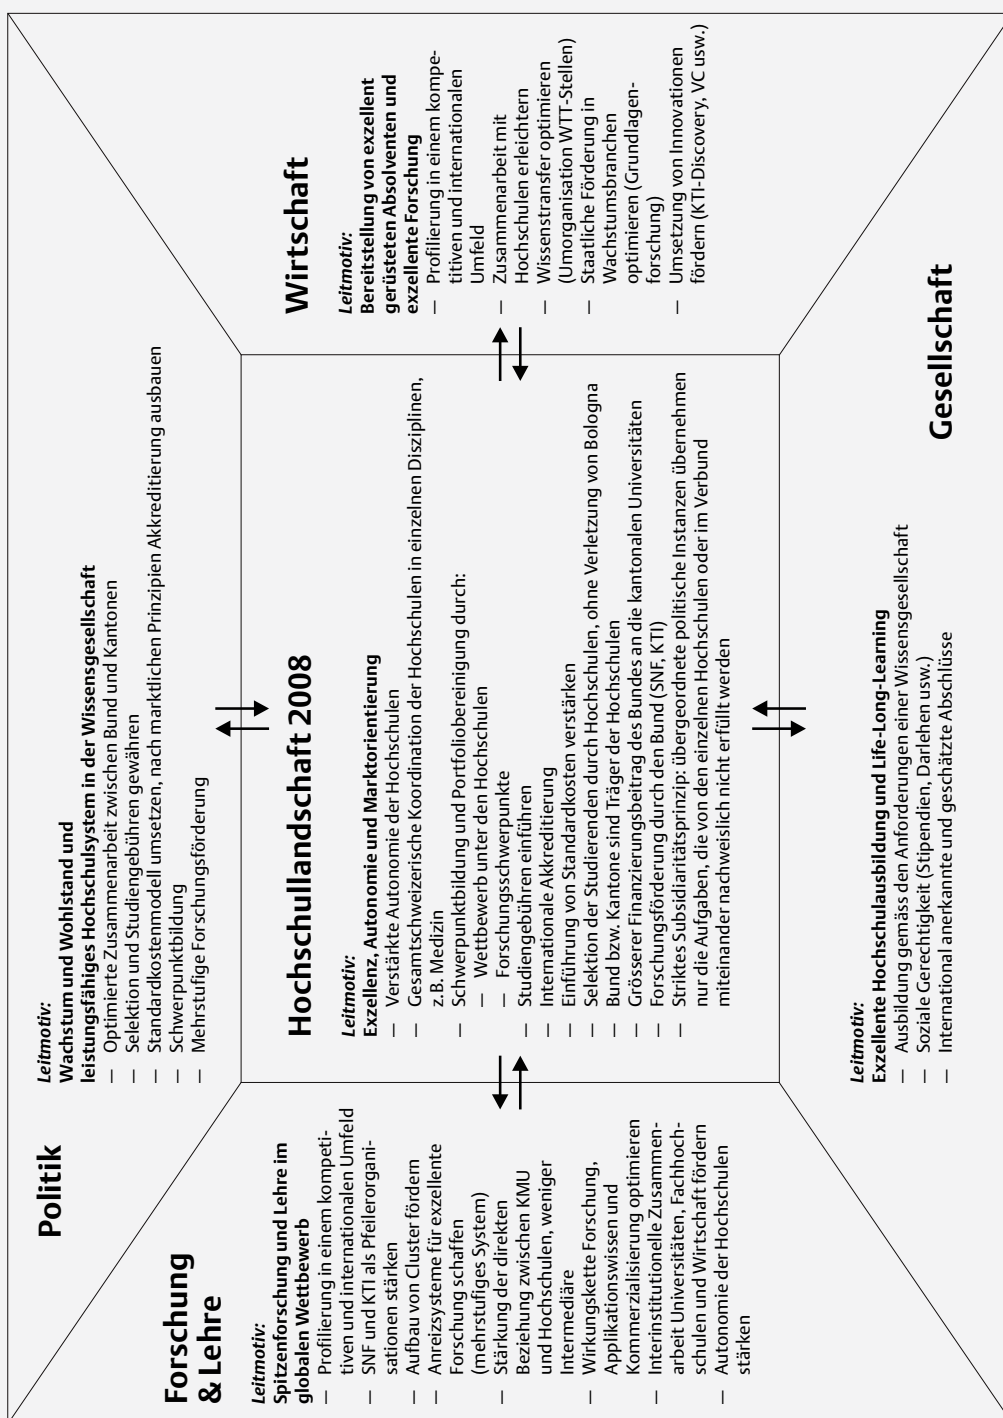 Politik
Leitmotiv:
Wachstum und Wohlstand und
leistungsfähiges Hochschulsystem in der Wissensgesellschaft
— Optimierte Zusammenarbeit zwischen Bund und Kantonen
— Selektion und Studiengebühren gewähren
— Standardkostenmodell umsetzen, nach marktlichen Prinzipien Akkreditierung ausbauen
— Schwerpunktbildung
— Mehrstufige Forschungsförderung
Forschung
& Lehre
Leitmotiv:
Spitzenforschung und Lehre im
globalen Wettbewerb
— Profilierung in einem kompeti-
tiven und internationalen Umfeld
— SNF und KTI als Pfeilerorgani-
sationen stärken
— Aufbau von Cluster fördern
— Anreizsysteme für exzellente
Forschung schaffen
(mehrstufiges System)
— Stärkung der direkten
Beziehung zwischen KMU
und Hochschulen, weniger
Intermediäre
— Wirkungskette Forschung,
Applikationswissen und
Kommerzialisierung optimieren
— Interinstitutionelle Zusammen-
arbeit Universitäten, Fachhoch-
schulen und Wirtschaft fördern
— Autonomie der Hochschulen
stärken
Hochschullandschaft 2008
Leitmotiv:
Exzellenz, Autonomie und Marktorientierung
— Verstärkte Autonomie der Hochschulen
— Gesamtschweizerische Koordination der Hochschulen in einzelnen Disziplinen,
z.B. Medizin
— Schwerpunktbildung und Portfoliobereinigung durch:
— Wettbewerb unter den Hochschulen
— Forschungsschwerpunkte
— Studiengebühren einführen
— Internationale Akkreditierung
— Einführung von Standardkosten verstärken
— Selektion der Studierenden durch Hochschulen, ohne Verletzung von Bologna
— Bund bzw. Kantone sind Träger der Hochschulen
— Grösserer Finanzierungsbeitrag des Bundes an die kantonalen Universitäten
— Forschungsförderung durch den Bund (SNF, KTI)
— Striktes Subsidiaritätsprinzip: übergeordnete politische Instanzen übernehmen
nur die Aufgaben, die von den einzelnen Hochschulen oder im Verbund
miteinander nachweislich nicht erfüllt werden
Wirtschaft
Leitmotiv:
Bereitstellung von exzellent
gerüsteten Absolventen und
exzellente Forschung
— Profilierung in einem kompe-
titiven und internationalen
Umfeld
— Zusammenarbeit mit
Hochschulen erleichtern
— Wissenstransfer optimieren
(Umorganisation WTT-Stellen)
— Staatliche Förderung in
Wachstumsbranchen
optimieren (Grundlagen-
forschung)
— Umsetzung von Innovationen
fördern (KTI-Discovery, VC usw.)
Leitmotiv:
Exzellente Hochschulausbildung und Life-Long-Learning
— Ausbildung gemäss den Anforderungen einer Wissensgesellschaft
— Soziale Gerechtigkeit (Stipendien, Darlehen usw.)
— International anerkannte und geschätzte Abschlüsse
Gesellschaft